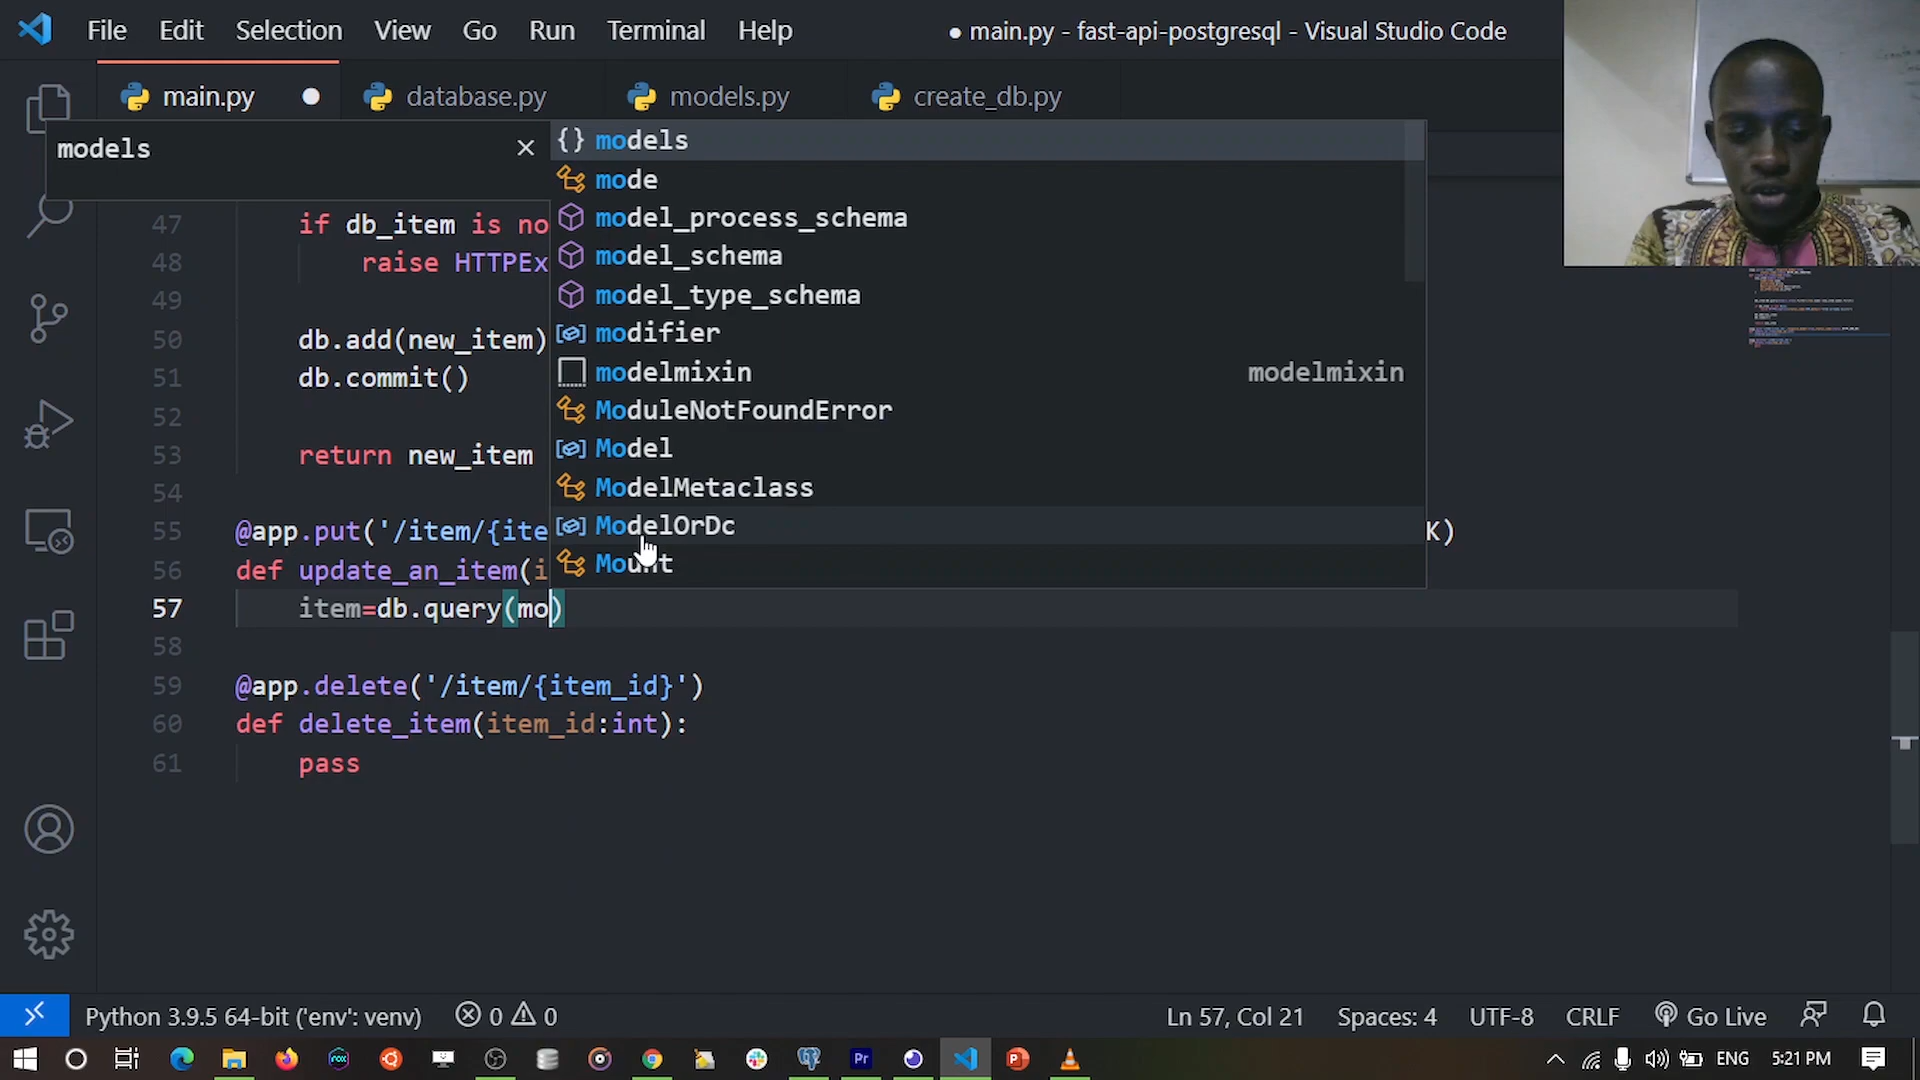 File Edit Selection View Go Run Terminal Help
● main.py - fast-api-postgresql - Visual Studio Code
main.py database.py models.py create_db.py
models
models
mode
model_process_schema
model_schema
model_type_schema
modifier
modelmixin modelmixin
ModuleNotFoundError
Model
ModelMetaclass
ModelOrDc
Mount
47 if db_item is no
48 raise HTTPEx
49
50 db.add(new_item)
51 db.commit()
52
53 return new_item
54
55 @app.put('/item/{ite K)
56 def update_an_item(i
57 item=db.query(mo)
58
59 @app.delete('/item/{item_id}')
60 def delete_item(item_id:int):
61 pass
Python 3.9.5 64-bit ('env': venv) 0 0 Ln 57, Col 21 Spaces: 4 UTF-8 CRLF Go Live
Pr ENG 5:21 PM